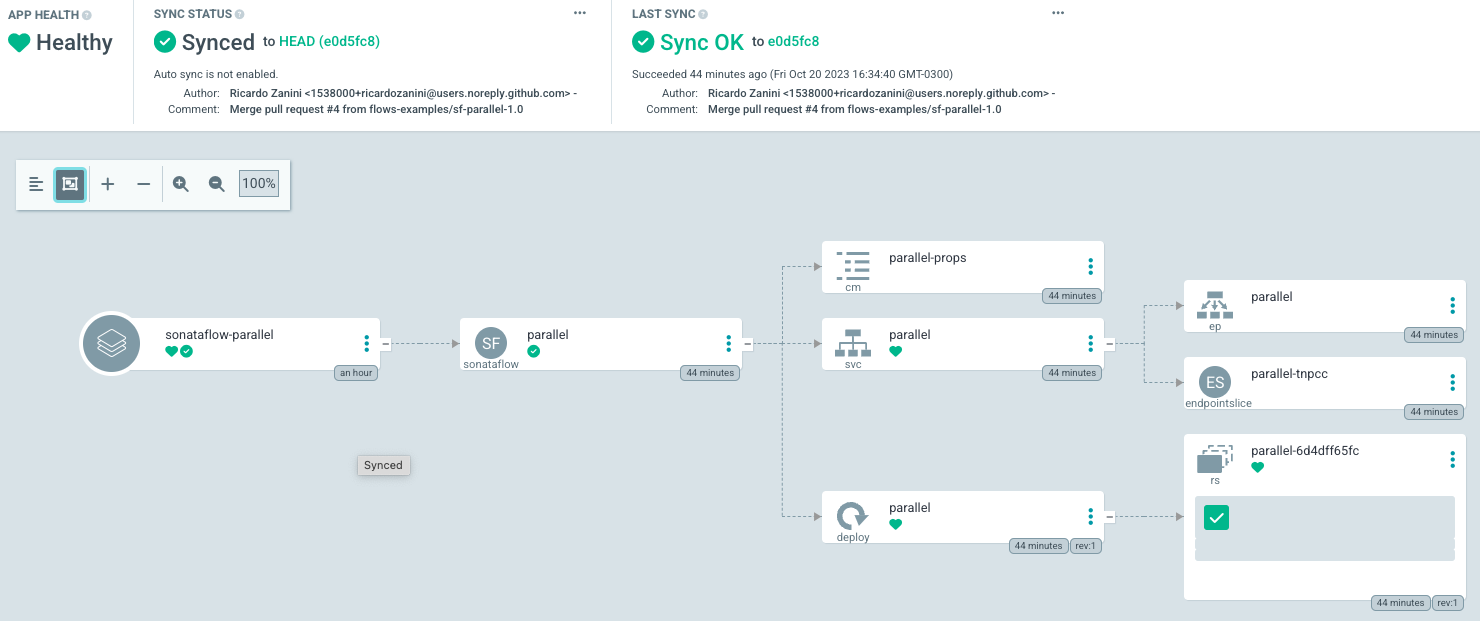 APP HEALTH
Healthy
SYNC STATUS
Synced to HEAD (e0d5fc8)
Auto sync is not enabled.
Author: Ricardo Zanini <1538000+ricardozanini@users.noreply.github.com> -
Comment: Merge pull request #4 from flows-examples/sf-parallel-1.0
LAST SYNC
Sync OK to e0d5fc8
Succeeded 44 minutes ago (Fri Oct 20 2023 16:34:40 GMT-0300)
Author: Ricardo Zanini <1538000+ricardozanini@users.noreply.github.com> -
Comment: Merge pull request #4 from flows-examples/sf-parallel-1.0
100%
sonataflow-parallel
an hour
SF
sonataflow
parallel
44 minutes
cm
parallel-props
44 minutes
svc
parallel
44 minutes
deploy
parallel
44 minutes
rev:1
ep
parallel
44 minutes
ES
endpointslice
parallel-tnpcc
44 minutes
rs
parallel-6d4dff65fc
44 minutes
rev:1
Synced